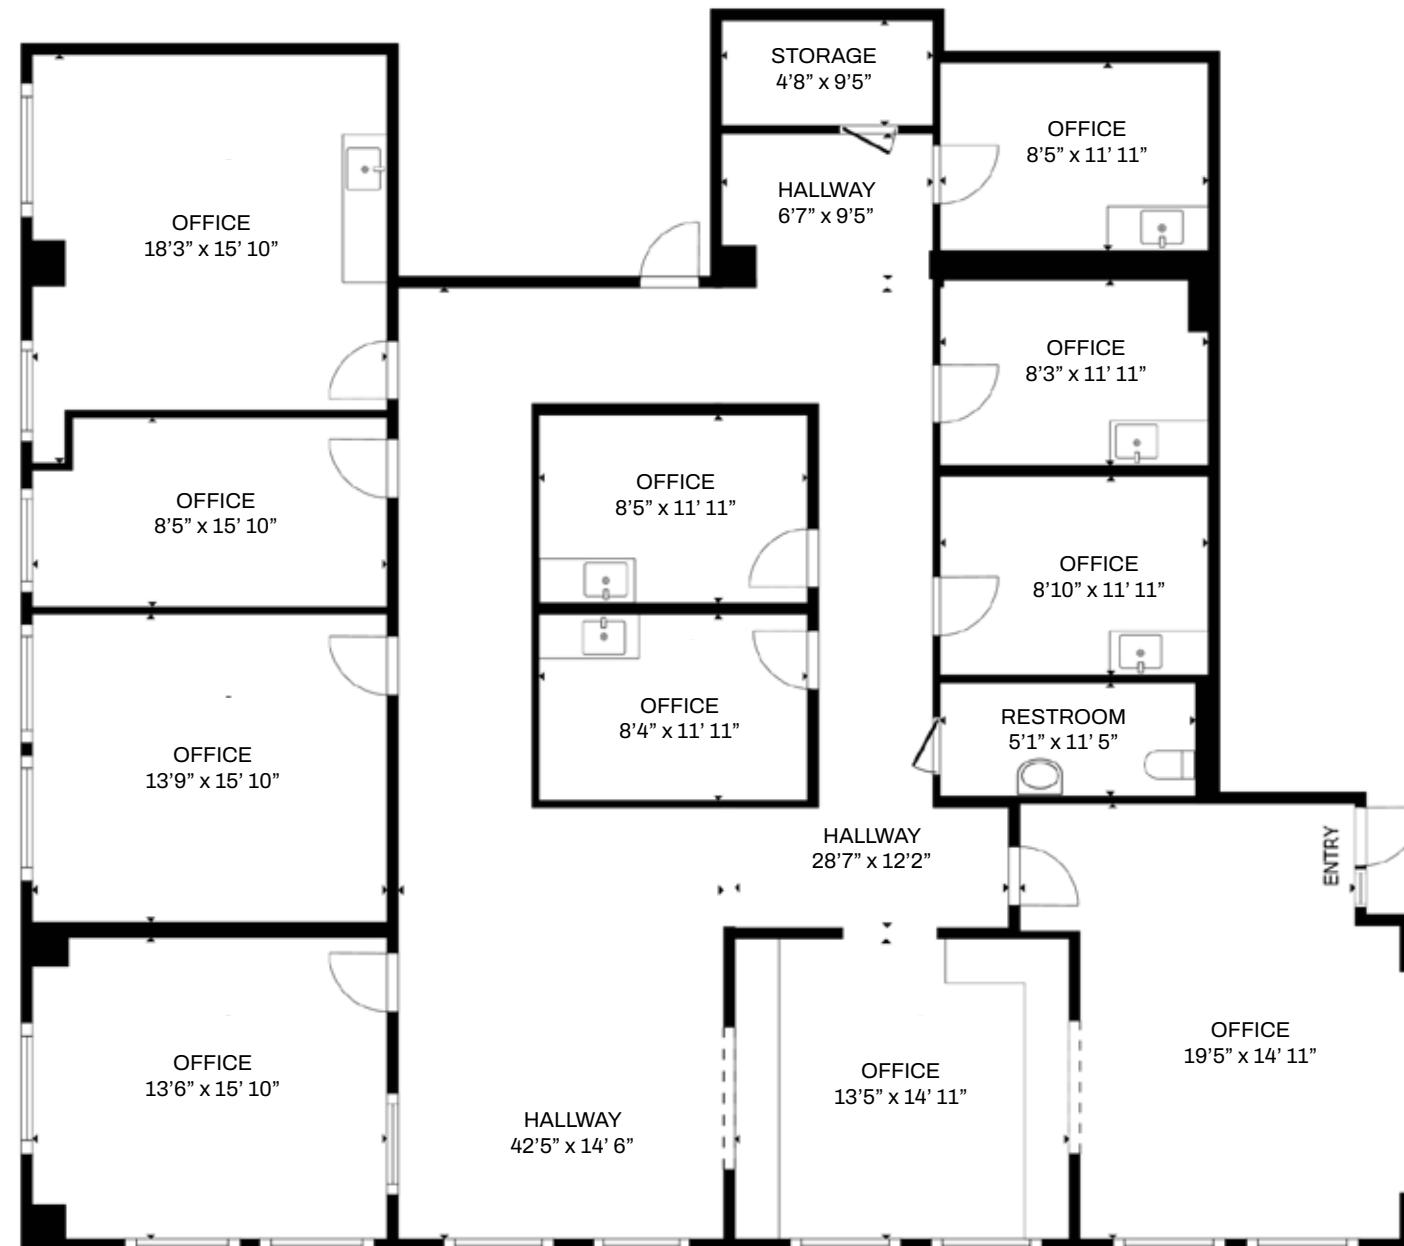 STORAGE
4'8” x 9'5”
OFFICE
8'5” x 11' 11”
HALLWAY
6'7” x 9'5”
OFFICE
18'3” x 15' 10”
OFFICE
8'3” x 11' 11”
OFFICE
8'5” x 15' 10”
OFFICE
8'5” x 11' 11”
OFFICE
8'10” x 11' 11”
OFFICE
8'4” x 11' 11”
RESTROOM
5'1” x 11' 5”
OFFICE
13'9” x 15' 10”
HALLWAY
28'7” x 12'2”
ENTRY
OFFICE
13'6” x 15' 10”
HALLWAY
42'5” x 14' 6”
OFFICE
13'5” x 14' 11”
OFFICE
19'5” x 14' 11”